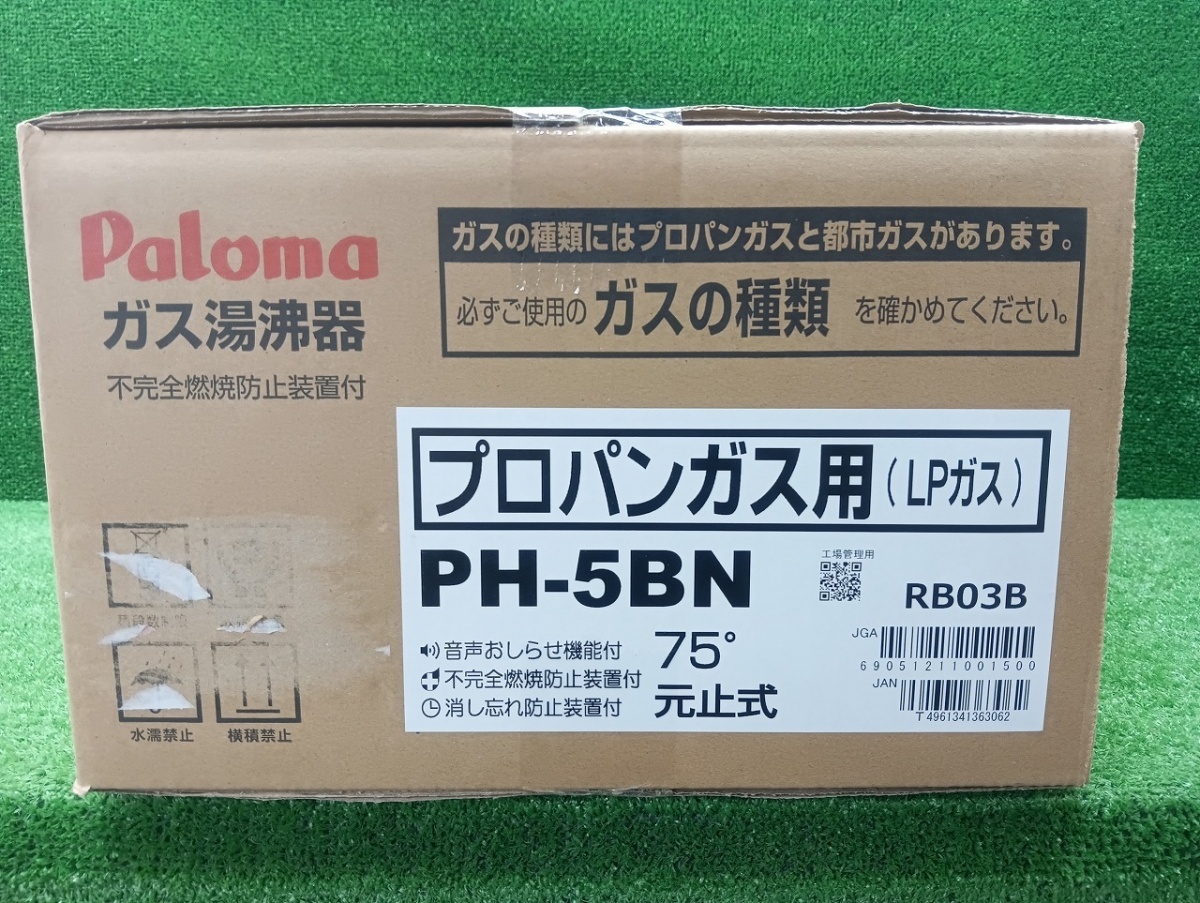 Paloma
ガス湯沸器
不完全燃焼防止装置付
ガスの種類にはプロパンガスと都市ガスがあります。
必ずご使用の ガスの種類 を確かめてください。
プロパンガス用(LPガス)
PH-5BN
工場管理用
RB03B
音声おしらせ機能付
不完全燃焼防止装置付
消し忘れ防止装置付
75°
元止式
JGA
69051211001500
JAN
T4961341363062
水濡禁止
横積禁止